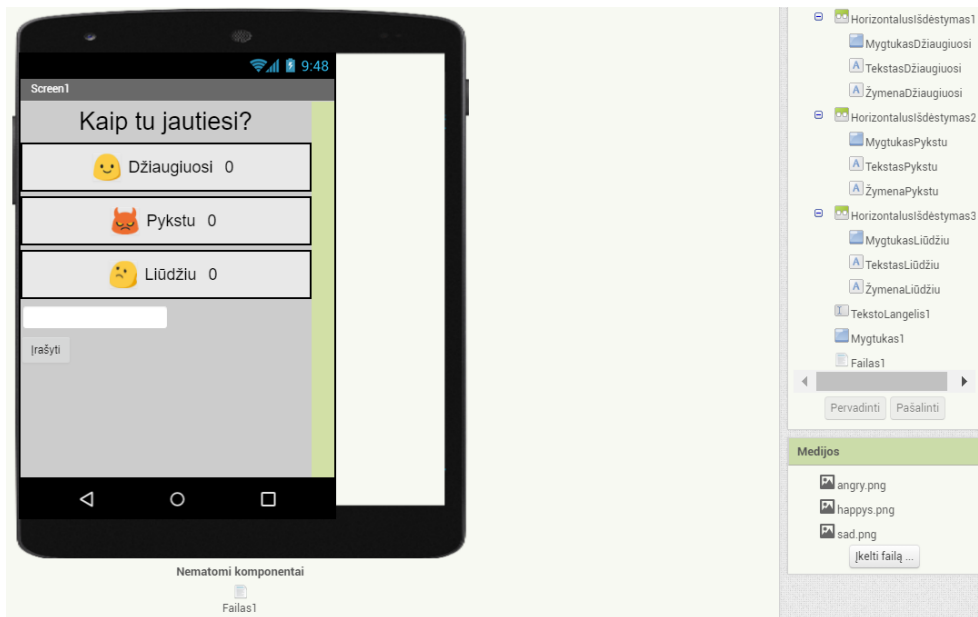 9:48
Screen1
Kaip tu jautiesi?
Džiaugiuosi 0
Pykstu 0
Liūdžiu 0
Įrašyti
Nematomi komponentai
Failas1
HorizontalusIšdėstymas1
MygtukasDžiaugiuosi
TekstasDžiaugiuosi
ŽymenaDžiaugiuosi
HorizontalusIšdėstymas2
MygtukasPykstu
TekstasPykstu
ŽymenaPykstu
HorizontalusIšdėstymas3
MygtukasLiūdžiu
TekstasLiūdžiu
ŽymenaLiūdžiu
TekstoLangelis1
Mygtukas1
Failas1
Pervadinti Pašalinti
Medijos
angry.png
happys.png
sad.png
Įkelti failą ...